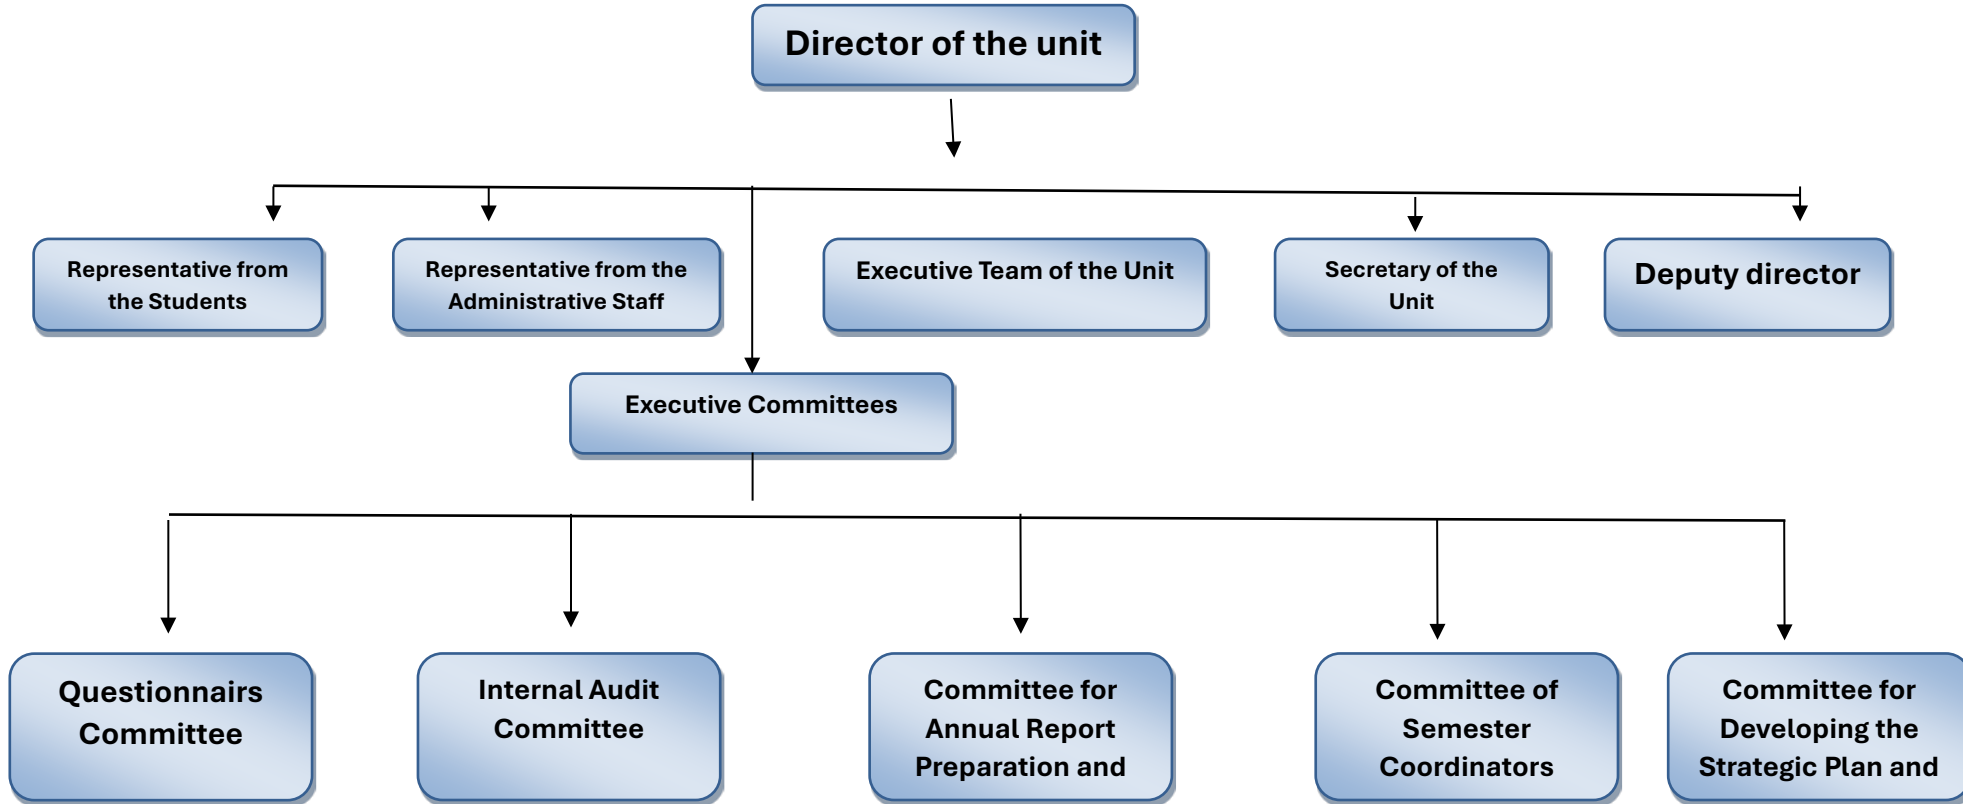 Director of the unit
Representative from
the Students
Representative from the
Administrative Staff
Executive Team of the Unit
Secretary of the
Unit
Deputy director
Executive Committees
Questionnairs
Committee
Internal Audit
Committee
Committee for
Annual Report
Preparation and
Committee of
Semester
Coordinators
Committee for
Developing the
Strategic Plan and